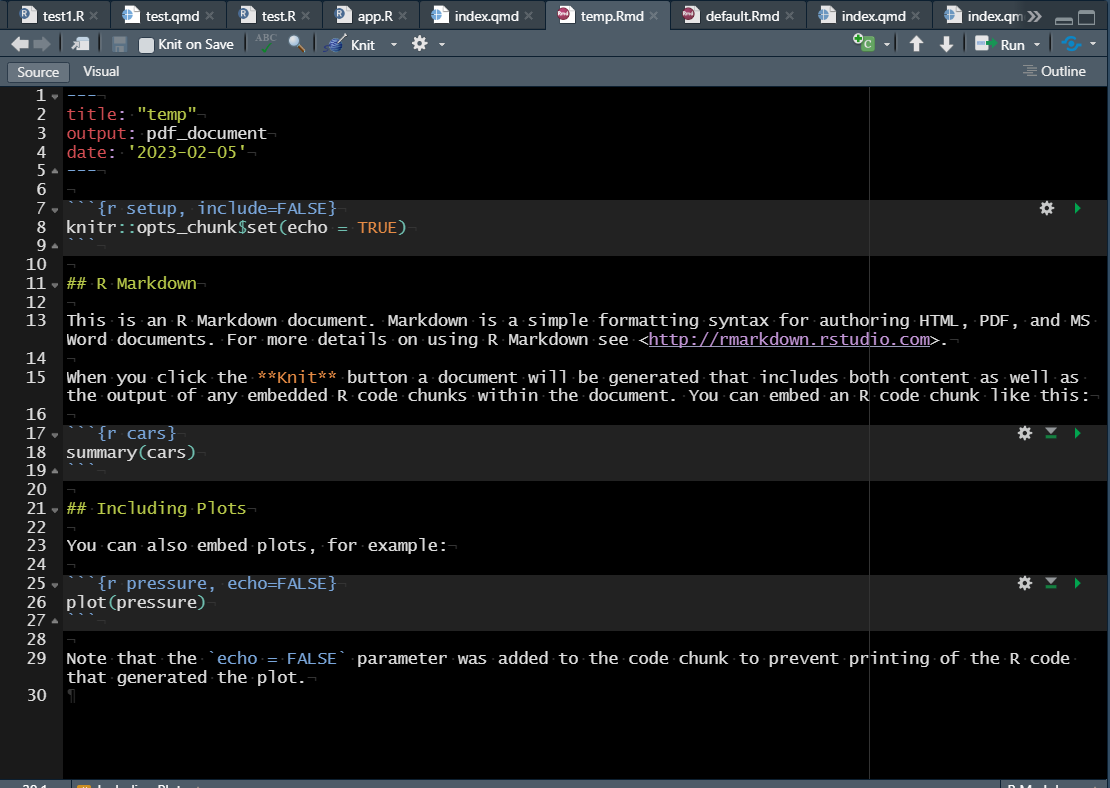 test1.R test.qmd test.R app.R index.qmd temp.Rmd default.Rmd index.qmd index.qm
Knit on Save ABC Knit C Run
Source Visual Outline
1 ---
2 title: "temp"
3 output: pdf_document
4 date: '2023-02-05'
5 ---
6
7 ```{r setup, include=FALSE}
8 knitr::opts_chunk$set(echo = TRUE)
9 ```
10
11 ## R Markdown
12
13 This is an R Markdown document. Markdown is a simple formatting syntax for authoring HTML, PDF, and MS
Word documents. For more details on using R Markdown see <http://rmarkdown.rstudio.com>.
14
15 When you click the **Knit** button a document will be generated that includes both content as well as
the output of any embedded R code chunks within the document. You can embed an R code chunk like this:
16
17 ```{r cars}
18 summary(cars)
19 ```
20
21 ## Including Plots
22
23 You can also embed plots, for example:
24
25 ```{r pressure, echo=FALSE}
26 plot(pressure)
27 ```
28
29 Note that the `echo = FALSE` parameter was added to the code chunk to prevent printing of the R code
that generated the plot.
30